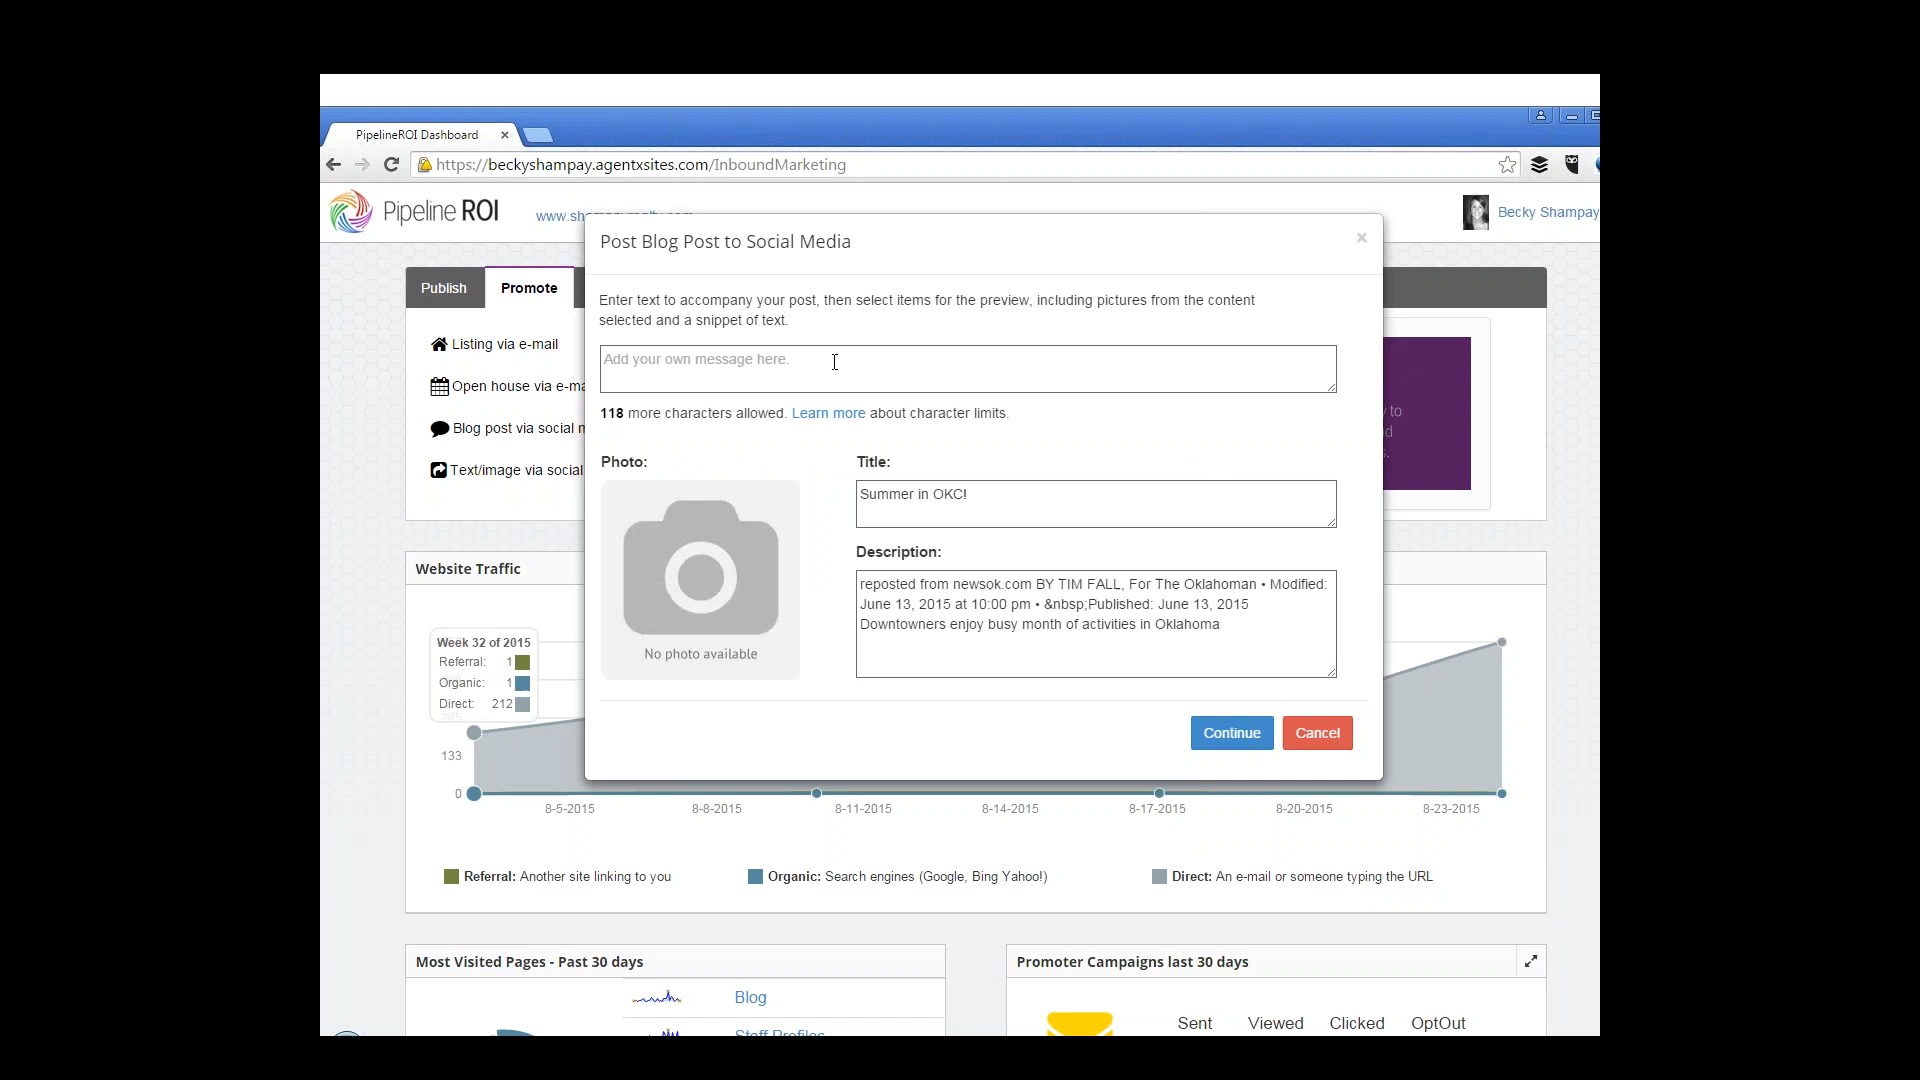 PipelineROI Dashboard
https://beckyshampay.agentxsites.com/InboundMarketing
Pipeline ROI
Becky Shampay
Post Blog Post to Social Media
Publish
Promote
Enter text to accompany your post, then select items for the preview, including pictures from the content
selected and a snippet of text.
Listing via e-mail
Add your own message here.
Open house via e-ma
118 more characters allowed. Learn more about character limits.
Blog post via social m
Text/image via social
Photo:
Title:
Summer in OKC!
No photo available
Description:
reposted from newsok.com BY TIM FALL, For The Oklahoman • Modified:
June 13, 2015 at 10:00 pm • &nbsp;Published: June 13, 2015
Downtowners enjoy busy month of activities in Oklahoma
Continue
Cancel
Website Traffic
Week 32 of 2015
Referral: 1
Organic: 1
Direct: 212
133
0
8-5-2015
8-8-2015
8-11-2015
8-14-2015
8-17-2015
8-20-2015
8-23-2015
Referral: Another site linking to you
Organic: Search engines (Google, Bing Yahoo!)
Direct: An e-mail or someone typing the URL
Most Visited Pages - Past 30 days
Blog
Staff Profiles
Promoter Campaigns last 30 days
Sent
Viewed
Clicked
OptOut